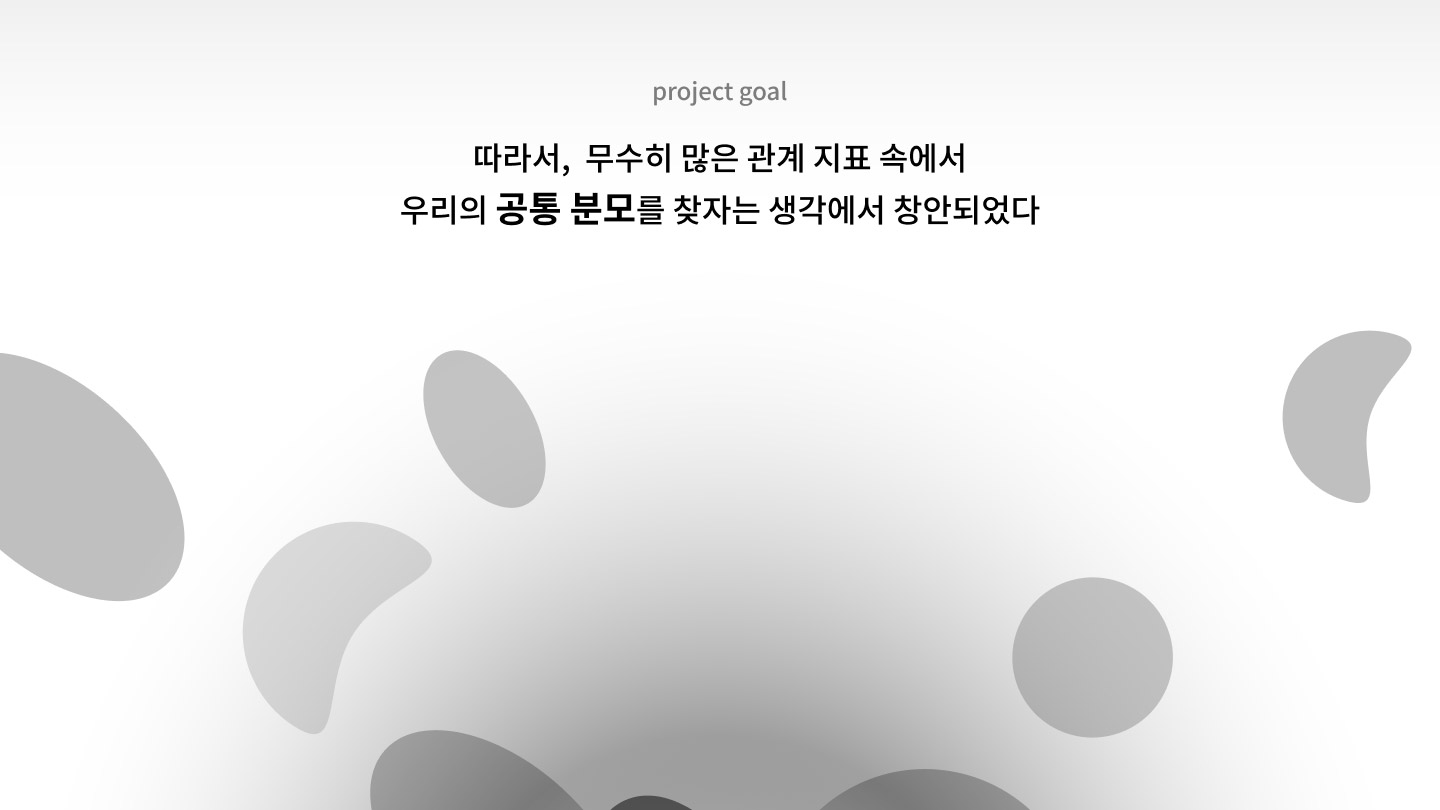 project goal
따라서,  무수히 많은 관계 지표 속에서
우리의 공통 분모를 찾자는 생각에서 창안되었다